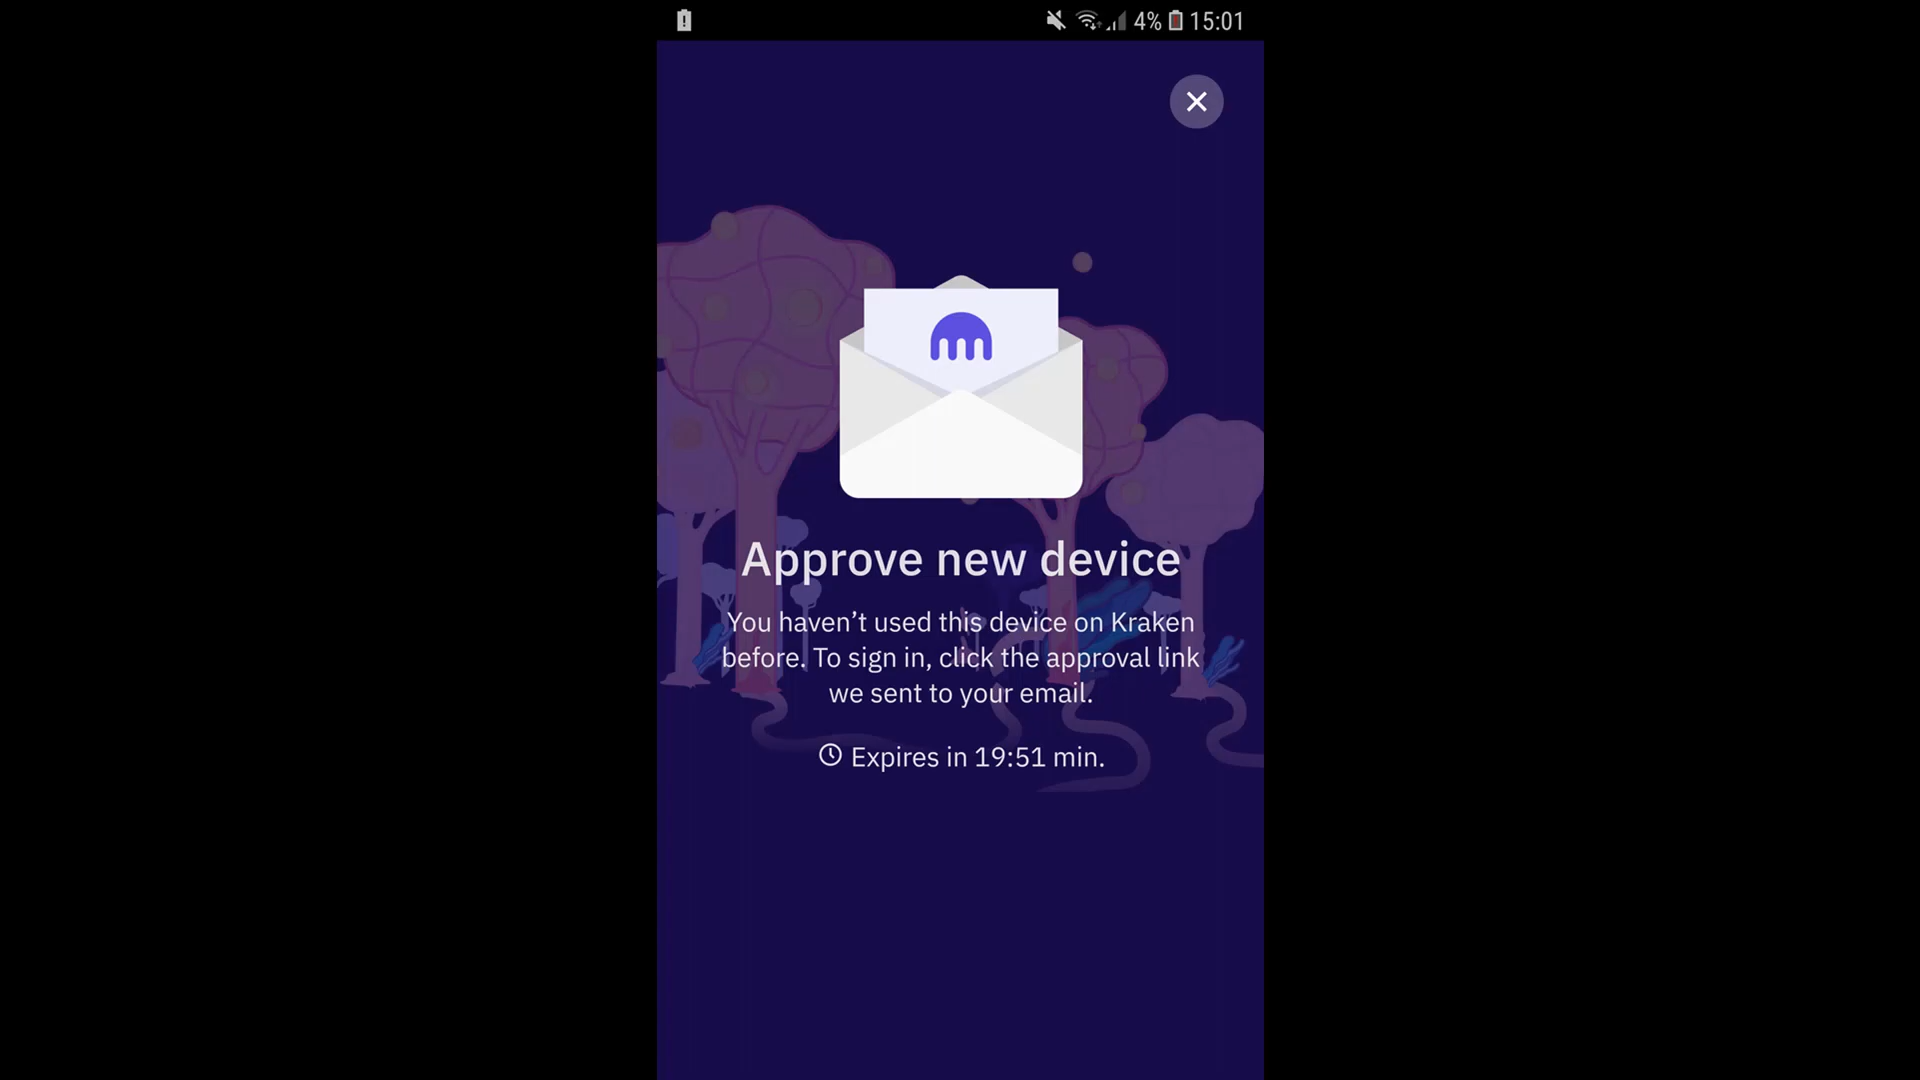 4% 15:01
Approve new device
You haven’t used this device on Kraken
before. To sign in, click the approval link
we sent to your email.
Expires in 19:51 min.